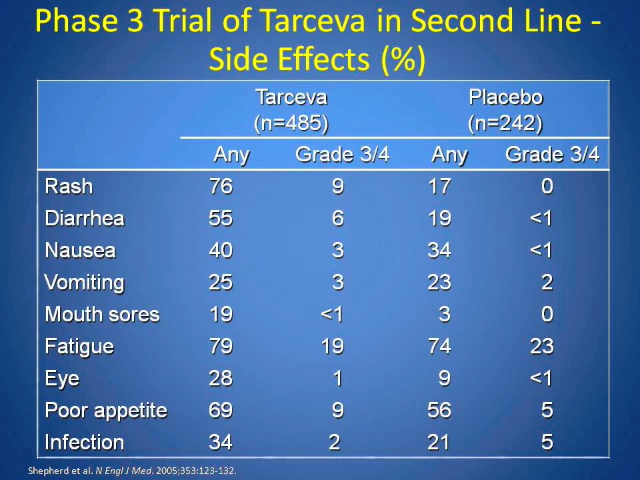 Phase 3 Trial of Tarceva in Second Line -
Side Effects (%)
Tarceva Placebo
(n=485) (n=242)
Any Grade 3/4 Any Grade 3/4
Rash 76 9 17 0
Diarrhea 55 6 19 <1
Nausea 40 3 34 <1
Vomiting 25 3 23 2
Mouth sores 19 <1 3 0
Fatigue 79 19 74 23
Eye 28 1 9 <1
Poor appetite 69 9 56 5
Infection 34 2 21 5
Shepherd et al. N Engl J Med. 2005;353:123-132.